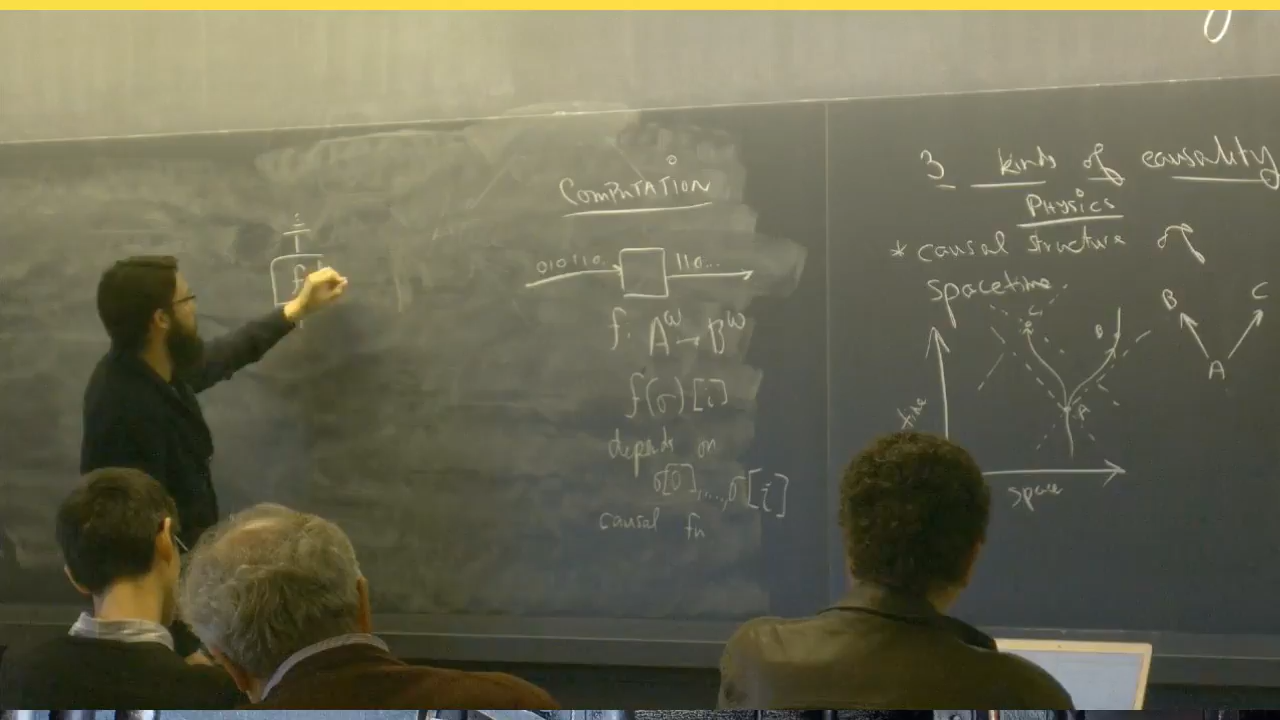 3 kinds of causality
Physics
* causal structure of
spacetime
B
C
A
C
B
A
time
space
COMPUTATION
010110..
110...
f: A^ω → B^ω
f(σ)[i]
depends on
σ[0],...,σ[i]
causal fn
f